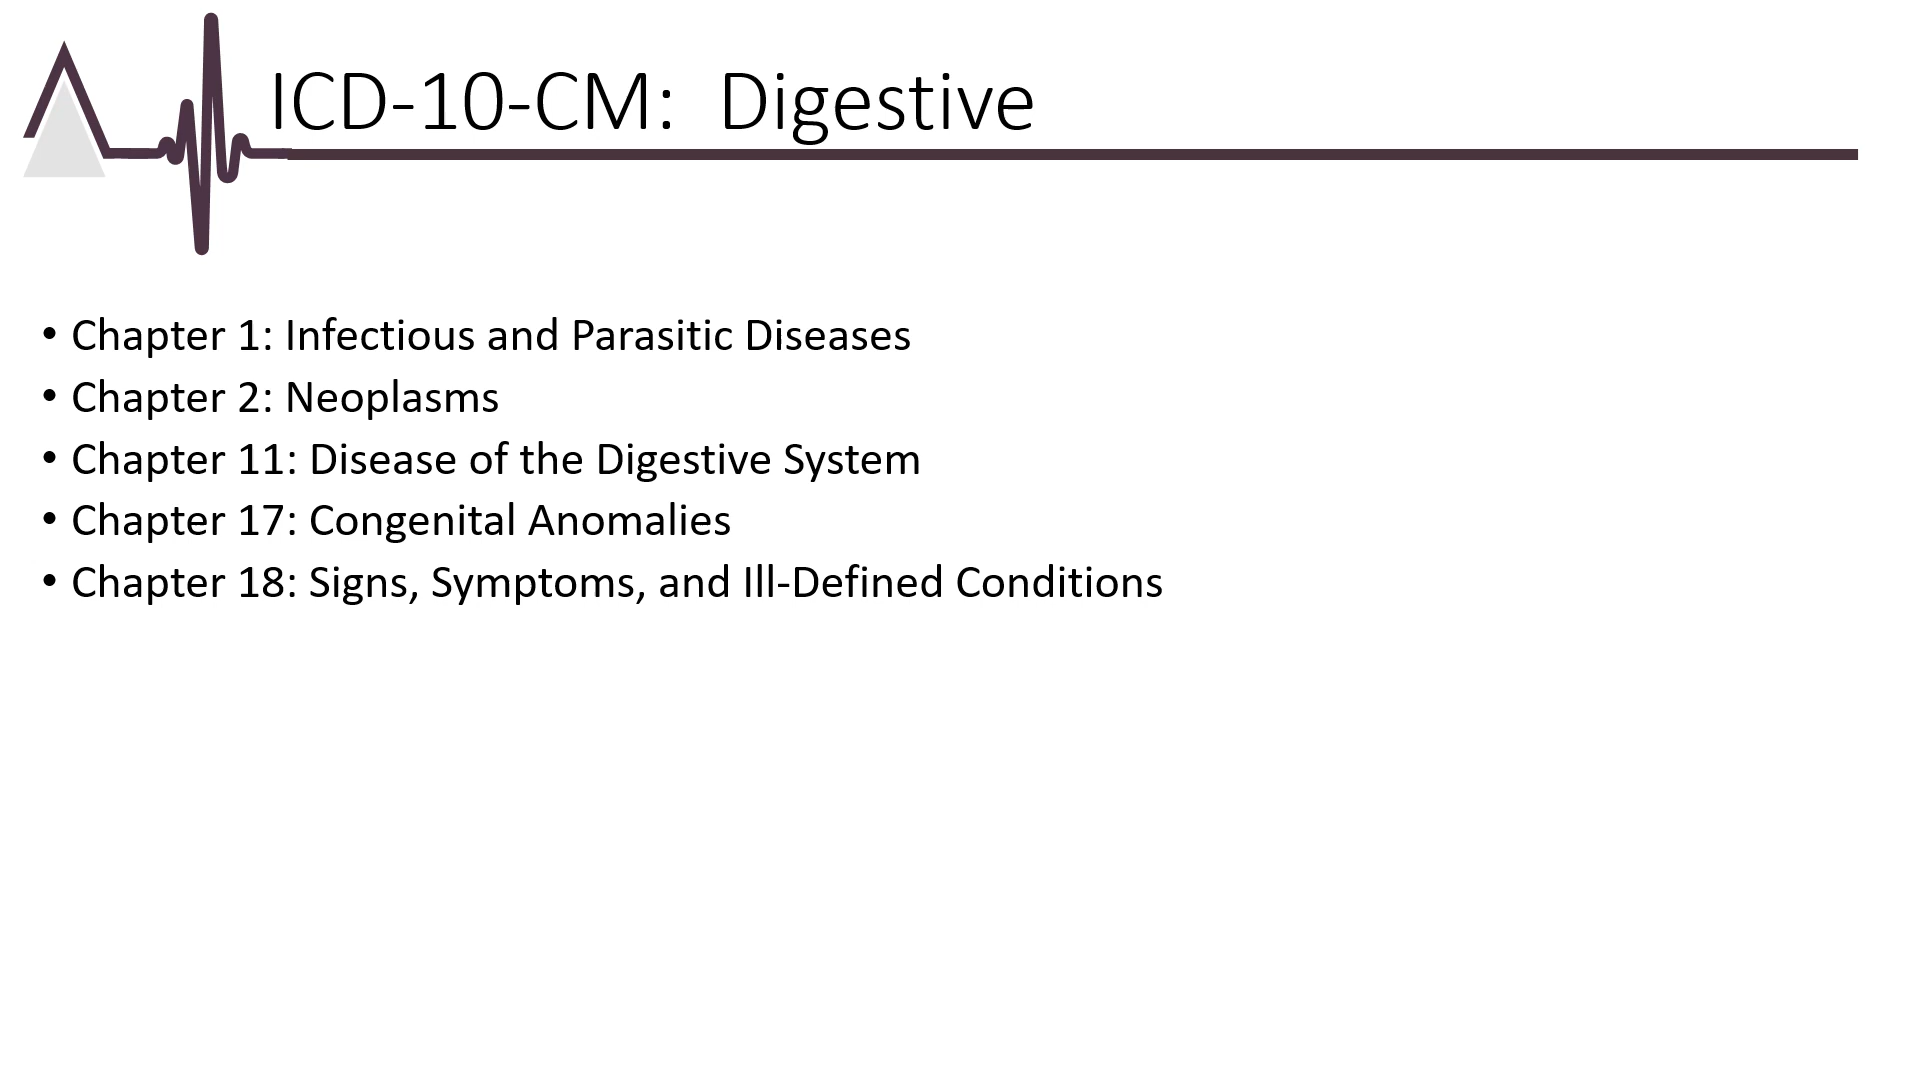 ICD-10-CM:  Digestive
• Chapter 1: Infectious and Parasitic Diseases
• Chapter 2: Neoplasms
• Chapter 11: Disease of the Digestive System
• Chapter 17: Congenital Anomalies
• Chapter 18: Signs, Symptoms, and Ill-Defined Conditions